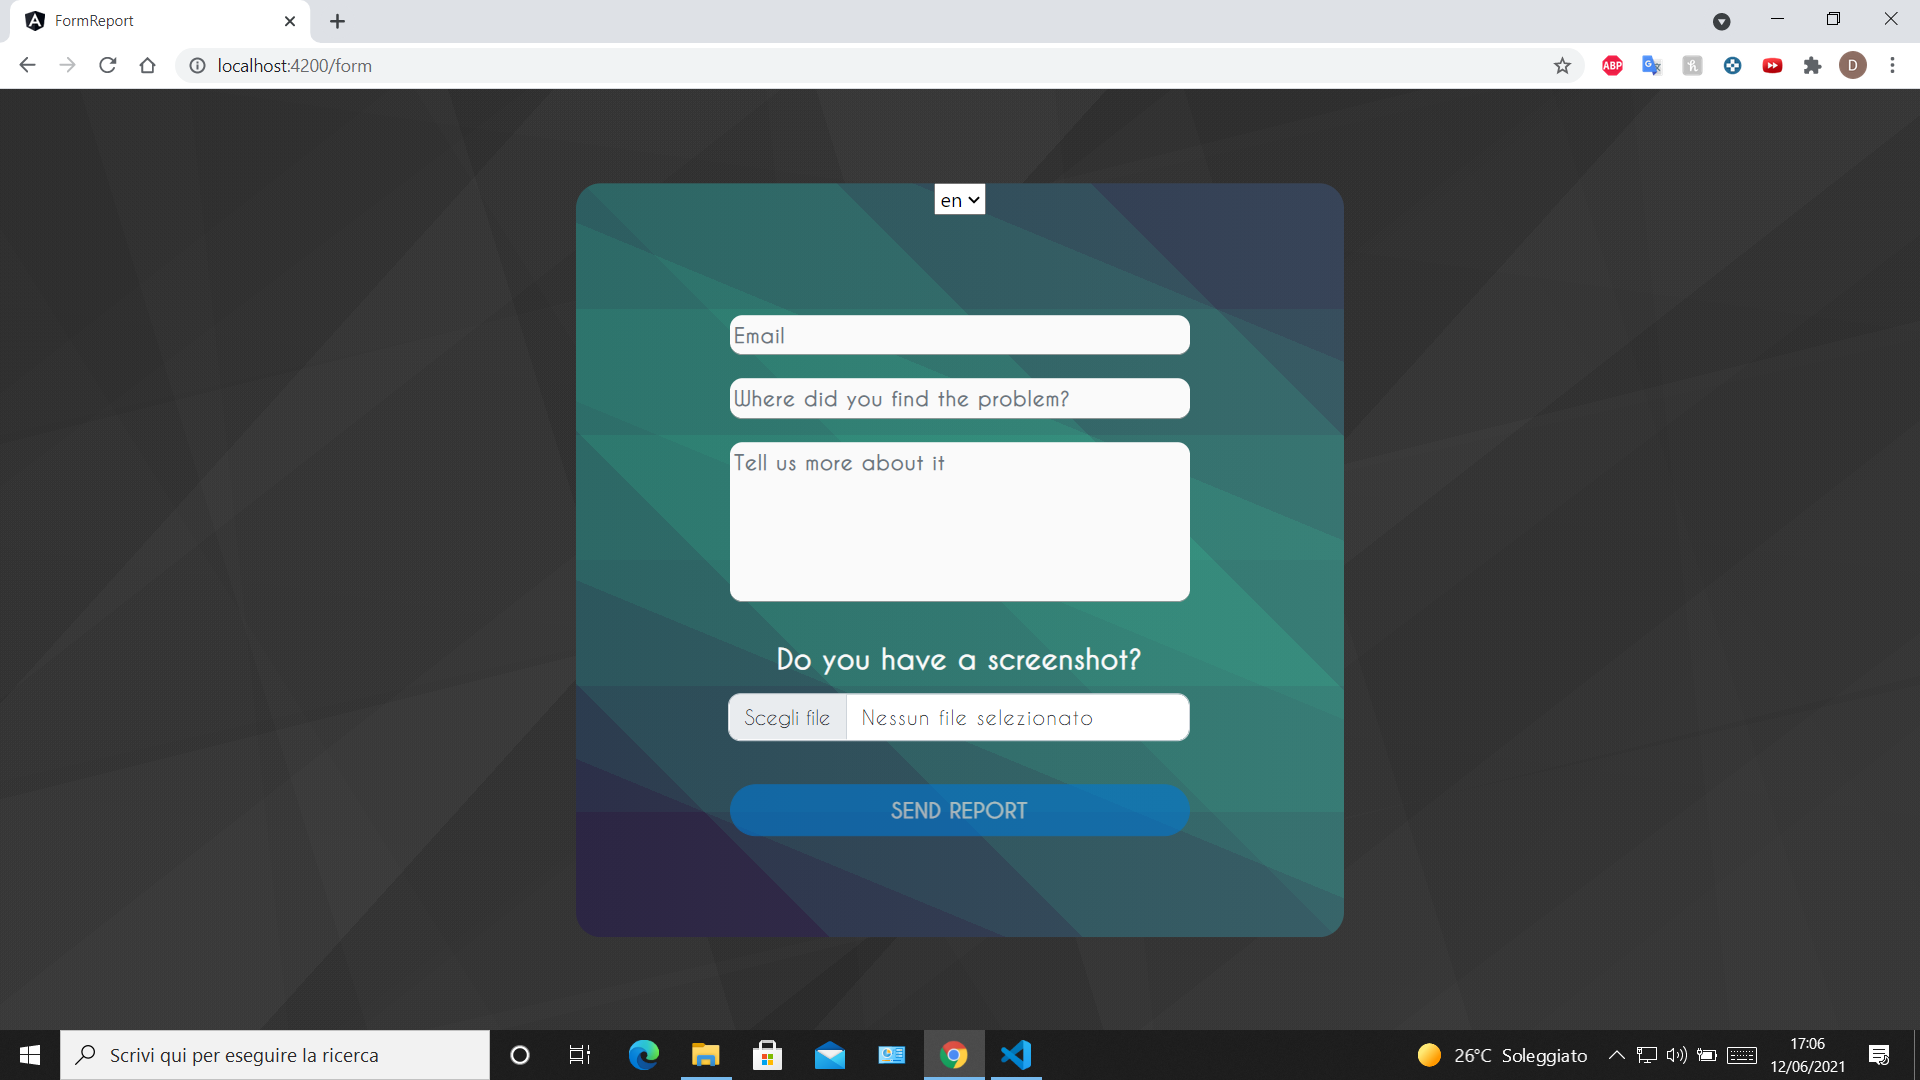 FormReport
localhost:4200/form
ABP
D
en
Email
Where did you find the problem?
Tell us more about it
Do you have a screenshot?
Scegli file Nessun file selezionato
SEND REPORT
Scrivi qui per eseguire la ricerca
26°C Soleggiato
17:06
12/06/2021